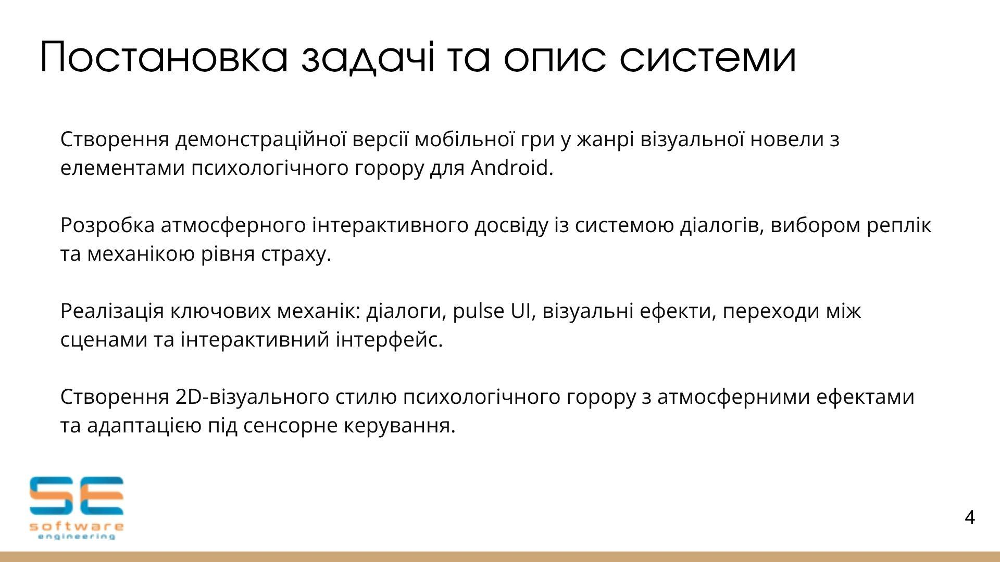 Постановка задачі та опис системи
Створення демонстраційної версії мобільної гри у жанрі візуальної новели з
елементами психологічного горору для Android.
Розробка атмосферного інтерактивного досвіду із системою діалогів, вибором реплік
та механікою рівня страху.
Реалізація ключових механік: діалоги, pulse UI, візуальні ефекти, переходи між
сценами та інтерактивний інтерфейс.
Створення 2D-візуального стилю психологічного горору з атмосферними ефектами
та адаптацією під сенсорне керування.
SE
software
engineering
4